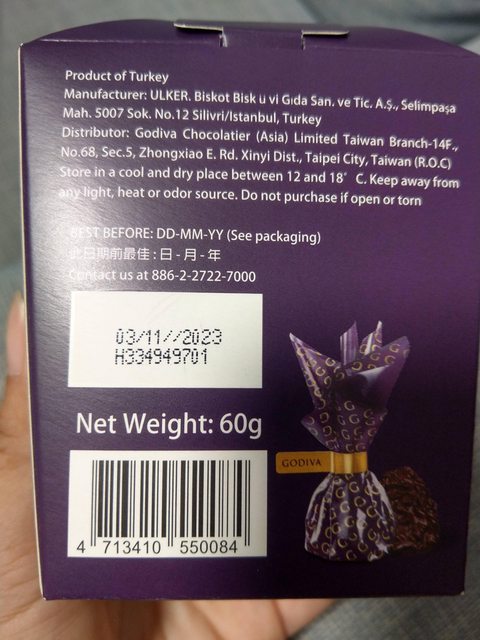 Product of Turkey
Manufacturer: ULKER. Biskot Bisk ü vi Gıda San. ve Tic. A.Ş., Selimpaşa
Mah. 5007 Sok. No.12 Silivri/Istanbul, Turkey
Distributor: Godiva Chocolatier (Asia) Limited Taiwan Branch-14F.,
No.68, Sec.5, Zhongxiao E. Rd. Xinyi Dist., Taipei City, Taiwan (R.O.C)
Store in a cool and dry place between 12 and 18° C. Keep away from
any light, heat or odor source. Do not purchase if open or torn
BEST BEFORE: DD-MM-YY (See packaging)
此日期前最佳 : 日 - 月 - 年
Contact us at 886-2-2722-7000
03/11//2023
H334949701
Net Weight: 60g
GODIVA
4 713410 550084